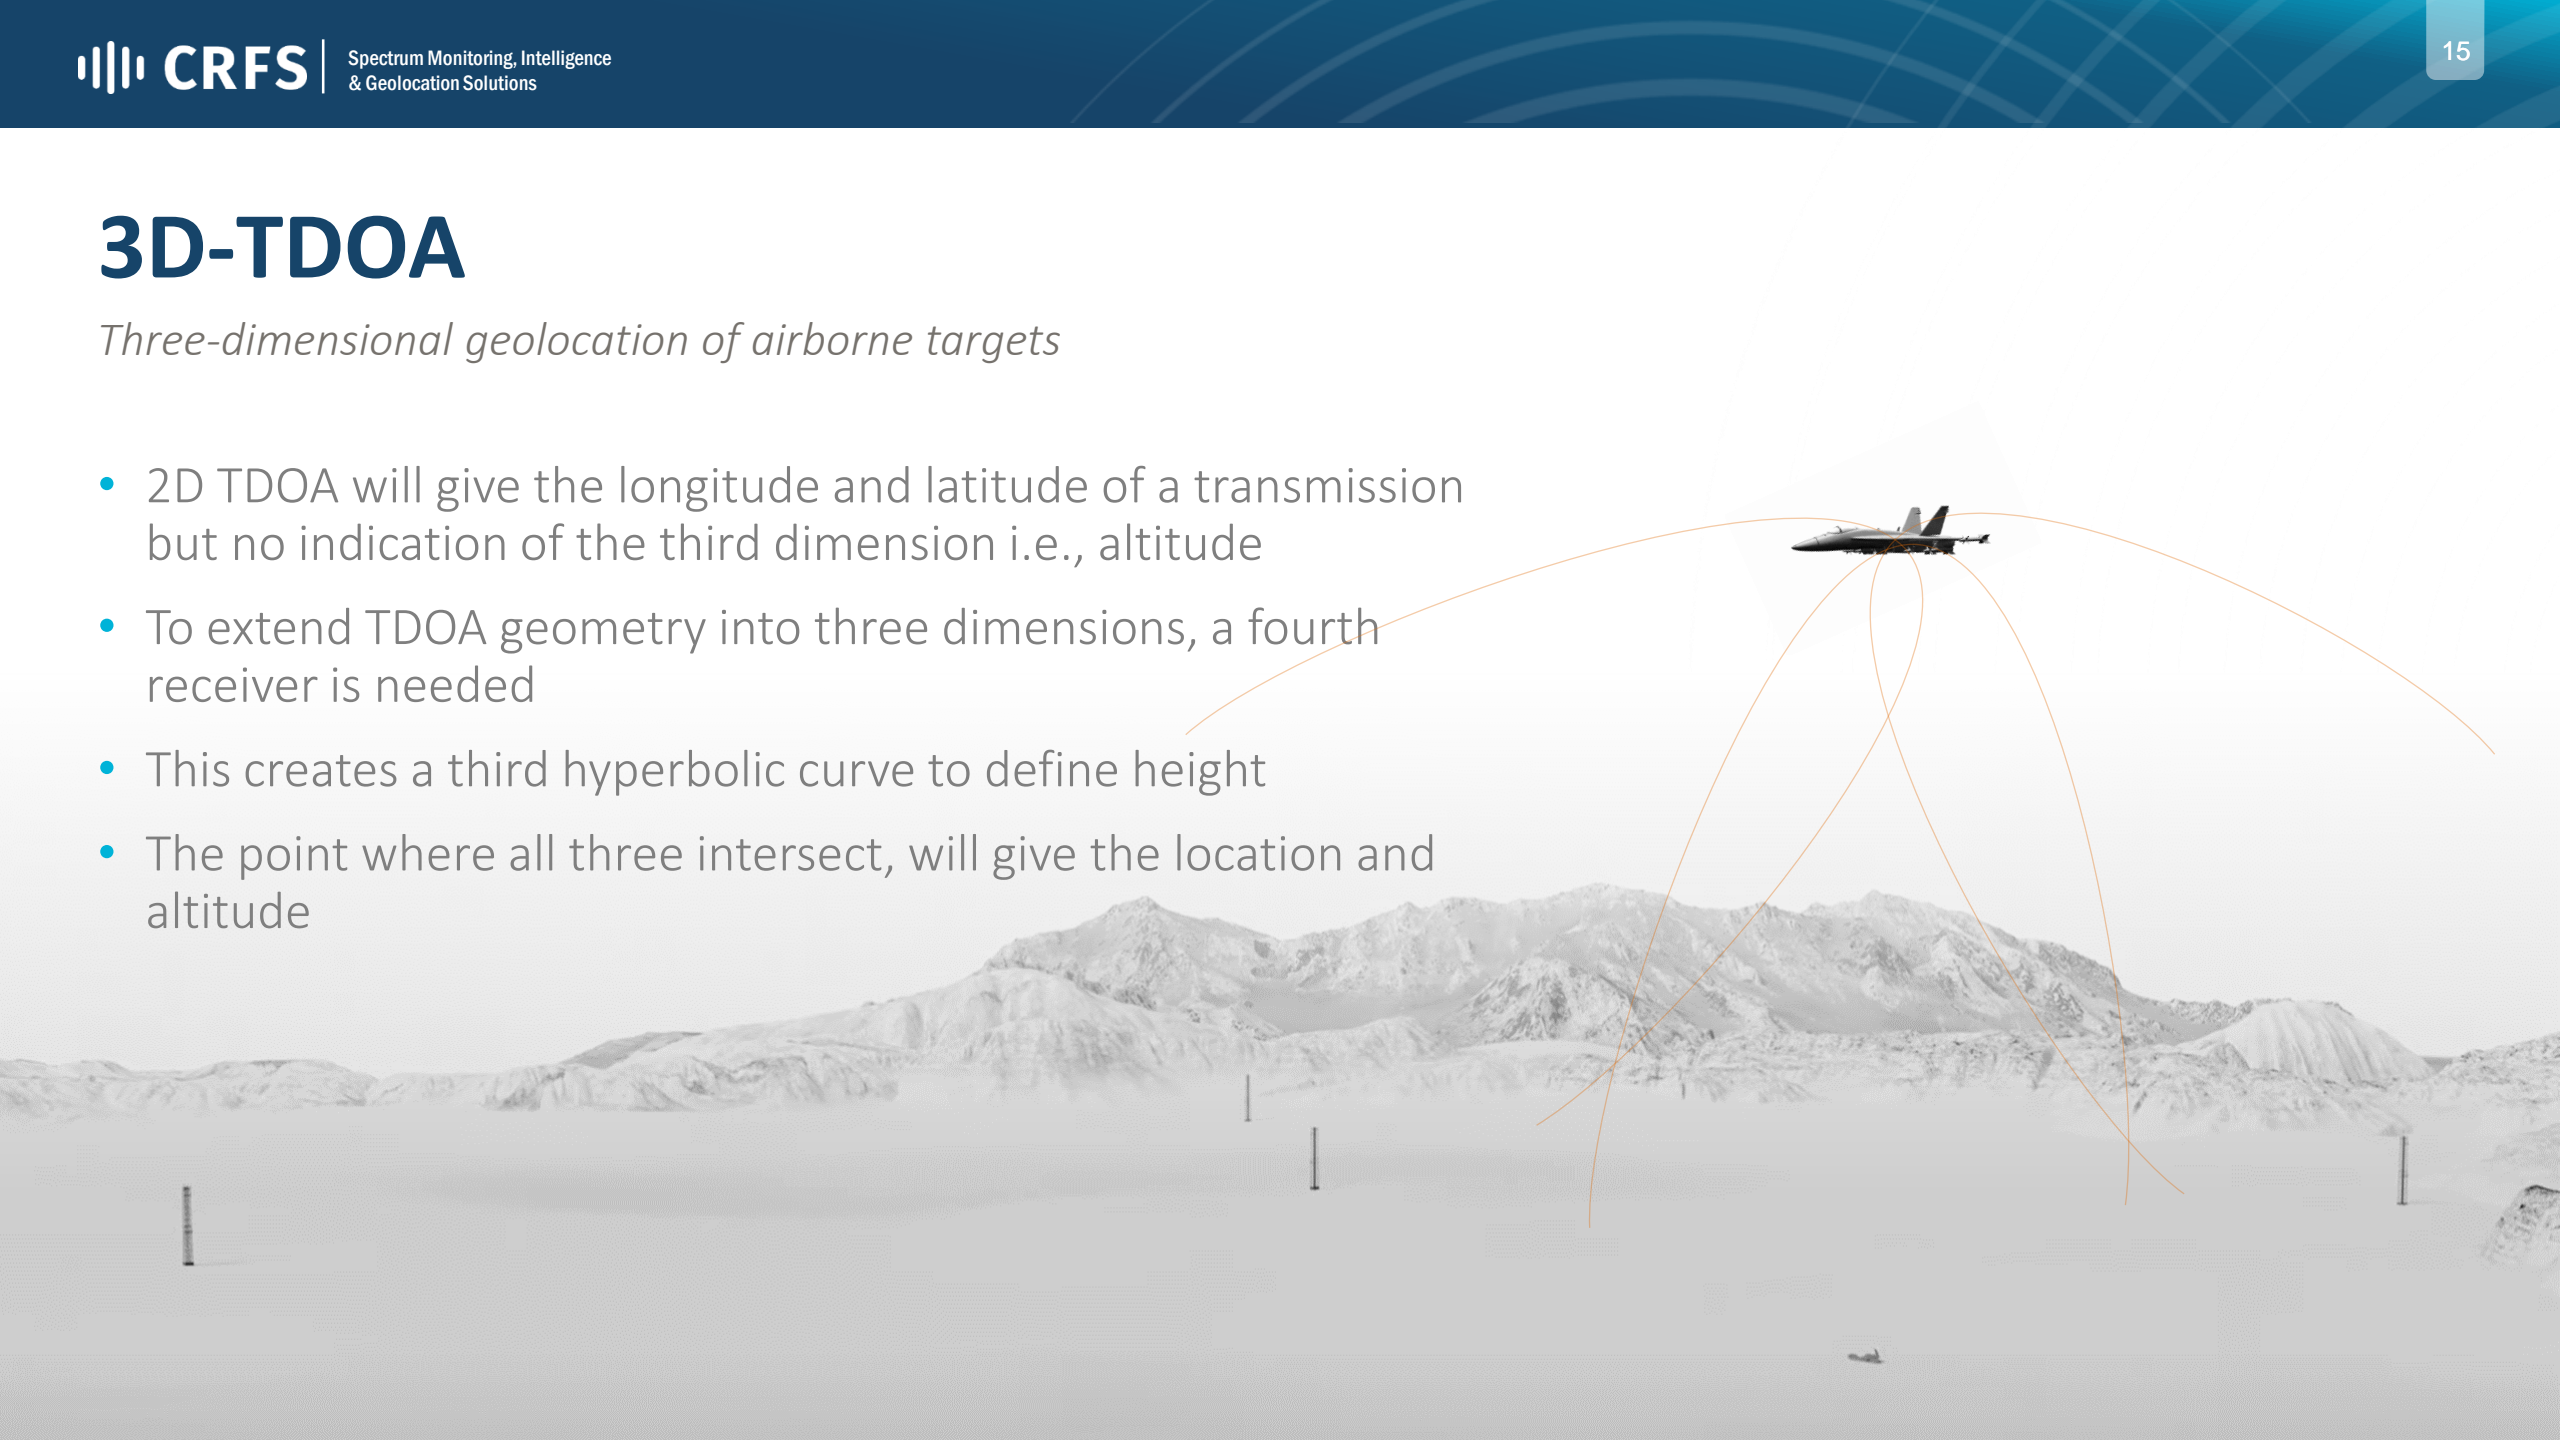 CRFS
Spectrum Monitoring, Intelligence
& Geolocation Solutions
15
3D-TDOA
Three-dimensional geolocation of airborne targets
• 2D TDOA will give the longitude and latitude of a transmission
but no indication of the third dimension i.e., altitude
• To extend TDOA geometry into three dimensions, a fourth
receiver is needed
• This creates a third hyperbolic curve to define height
• The point where all three intersect, will give the location and
altitude